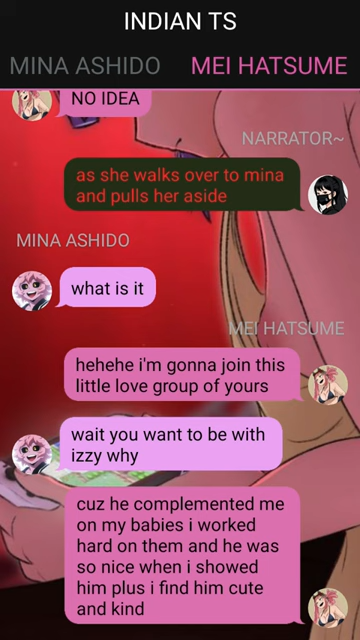 INDIAN TS
MINA ASHIDO MEI HATSUME
NO IDEA
NARRATOR~
as she walks over to mina
and pulls her aside
MINA ASHIDO
what is it
MEI HATSUME
hehehe i'm gonna join this
little love group of yours
wait you want to be with
izzy why
cuz he complemented me
on my babies i worked
hard on them and he was
so nice when i showed
him plus i find him cute
and kind